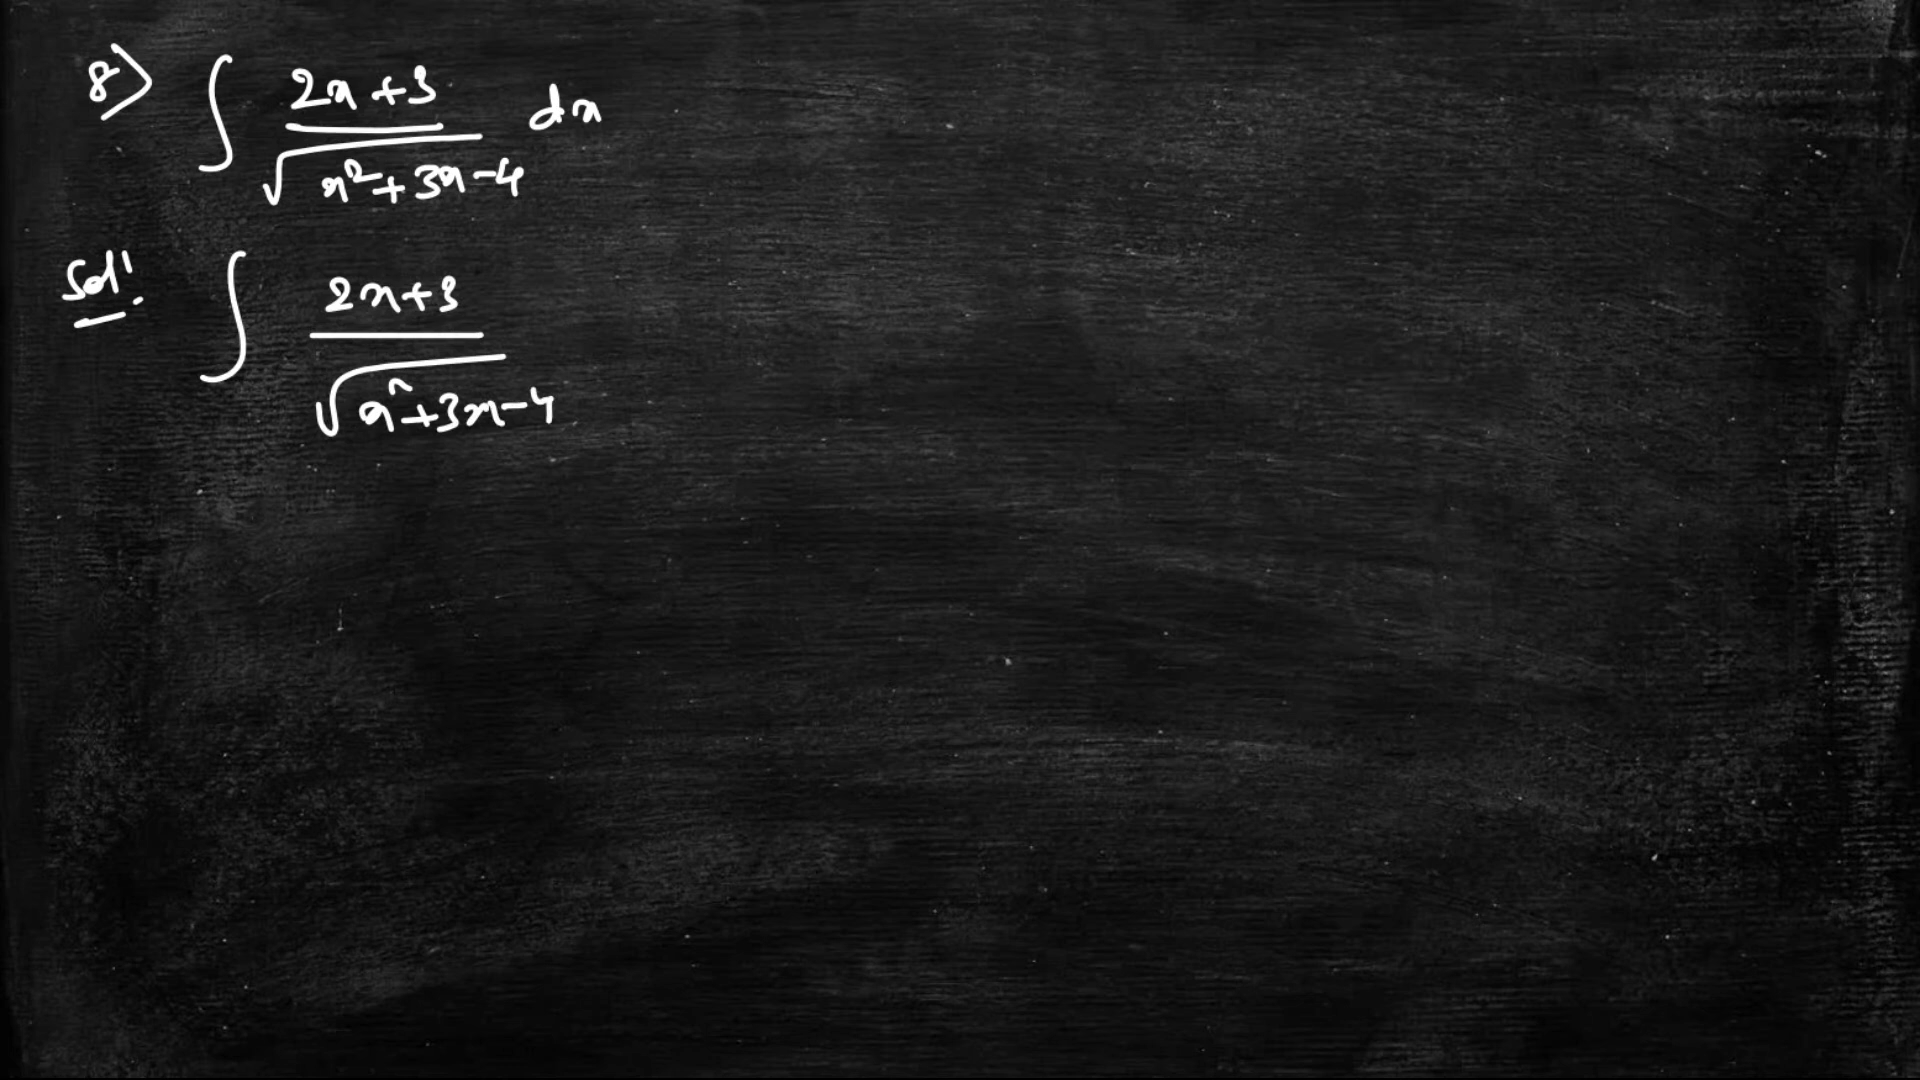 8> ∫ 2x+3 / √x²+3x-4 dx
Sol: ∫ 2x+3 / √x²+3x-4